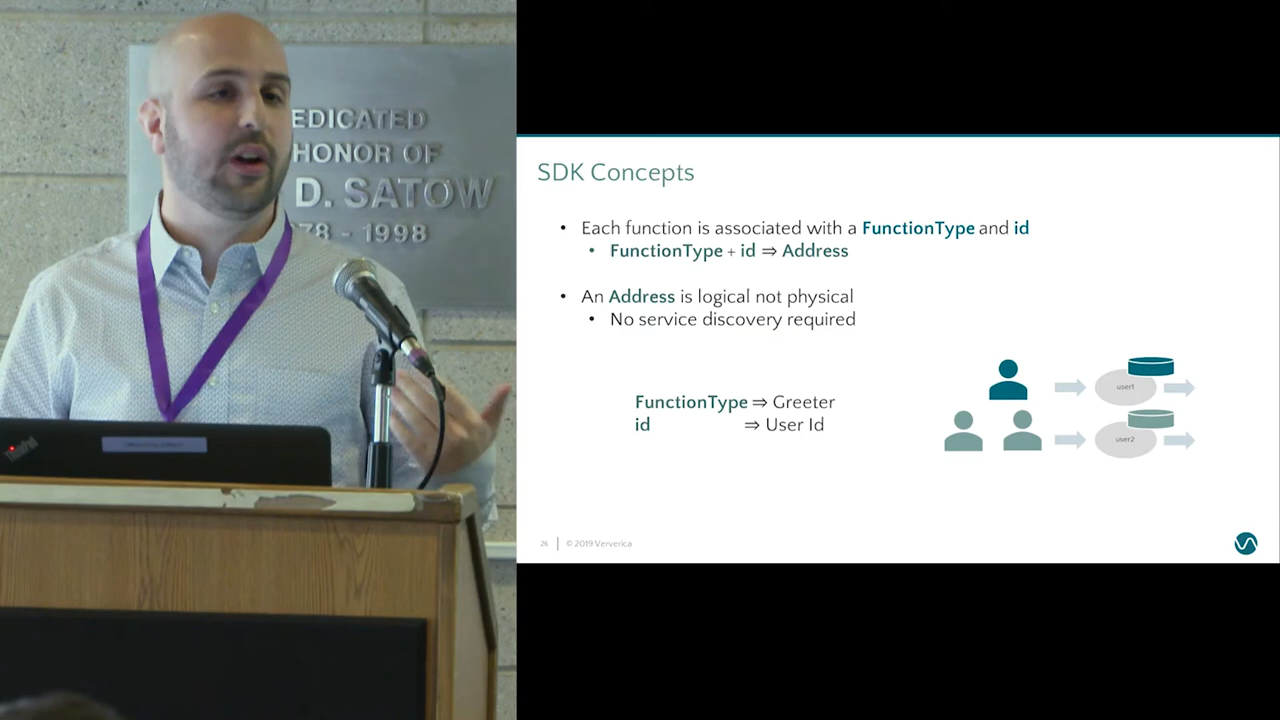 EDICATED
HONOR OF
D. SATOW
78 - 1998
ThinkPad
SDK Concepts
• Each function is associated with a FunctionType and id
• FunctionType + id ⇒ Address
• An Address is logical not physical
• No service discovery required
FunctionType ⇒ Greeter
id ⇒ User Id
user1
user2
26 | © 2019 Ververica